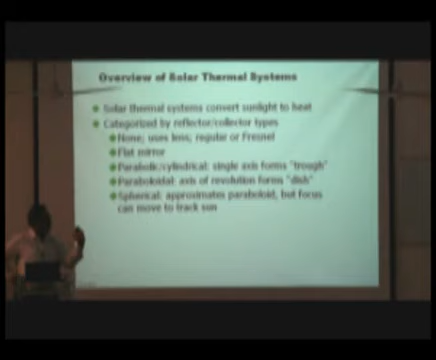 Overview of Solar Thermal Systems
Solar thermal systems convert sunlight to heat
Categorized by reflector/collector types
None; uses lens; regular or Fresnel
Flat mirror
Parabolic/cylindrical: single axis forms "trough"
Paraboloidal: axis of revolution forms "dish"
Spherical: approximates paraboloid, but focus
can move to track sun